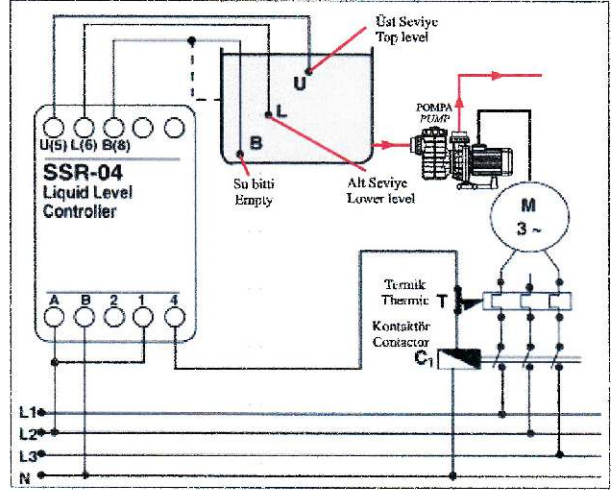 Üst Seviye
Top level
U(5) L(6) B(8)
U
L
B
POMPA
PUMP
SSR-04
Liquid Level
Controller
Su bitti
Empty
Alt Seviye
Lower level
M
3 ~
A B 2 1 4
Termik
Thermic
T
Kontaktör
Contactor
C1
L1
L2
L3
N